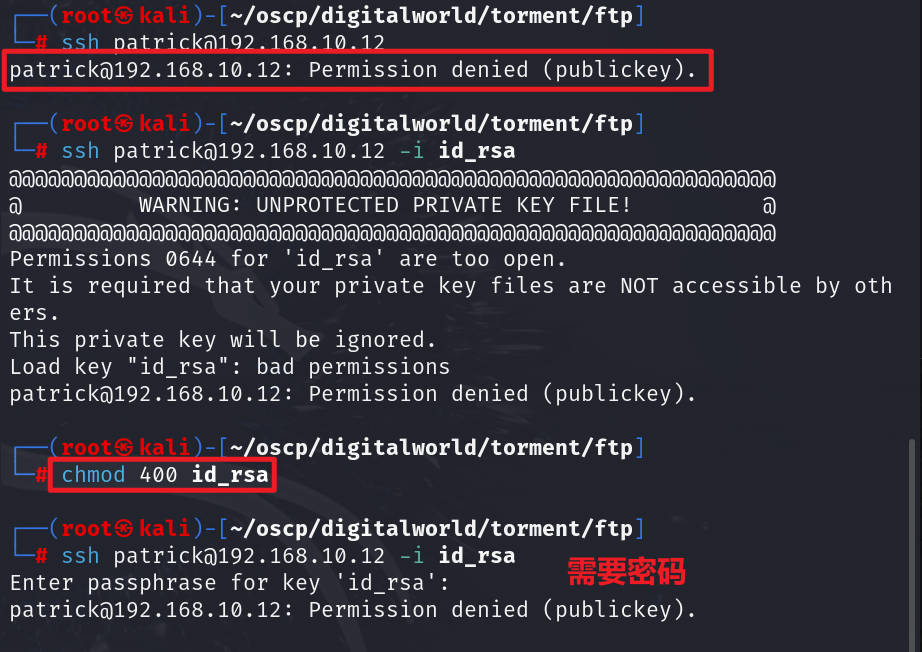 ┌──(root㉿kali)-[~/oscp/digitalworld/torment/ftp]
└─# ssh patrick@192.168.10.12
patrick@192.168.10.12: Permission denied (publickey).
┌──(root㉿kali)-[~/oscp/digitalworld/torment/ftp]
└─# ssh patrick@192.168.10.12 -i id_rsa
@@@@@@@@@@@@@@@@@@@@@@@@@@@@@@@@@@@@@@@@@@@@@@@@@@@@@@@@@@@
@         WARNING: UNPROTECTED PRIVATE KEY FILE!          @
@@@@@@@@@@@@@@@@@@@@@@@@@@@@@@@@@@@@@@@@@@@@@@@@@@@@@@@@@@@
Permissions 0644 for 'id_rsa' are too open.
It is required that your private key files are NOT accessible by oth
ers.
This private key will be ignored.
Load key "id_rsa": bad permissions
patrick@192.168.10.12: Permission denied (publickey).
┌──(root㉿kali)-[~/oscp/digitalworld/torment/ftp]
└─# chmod 400 id_rsa
┌──(root㉿kali)-[~/oscp/digitalworld/torment/ftp]
└─# ssh patrick@192.168.10.12 -i id_rsa
Enter passphrase for key 'id_rsa': 需要密码
patrick@192.168.10.12: Permission denied (publickey).